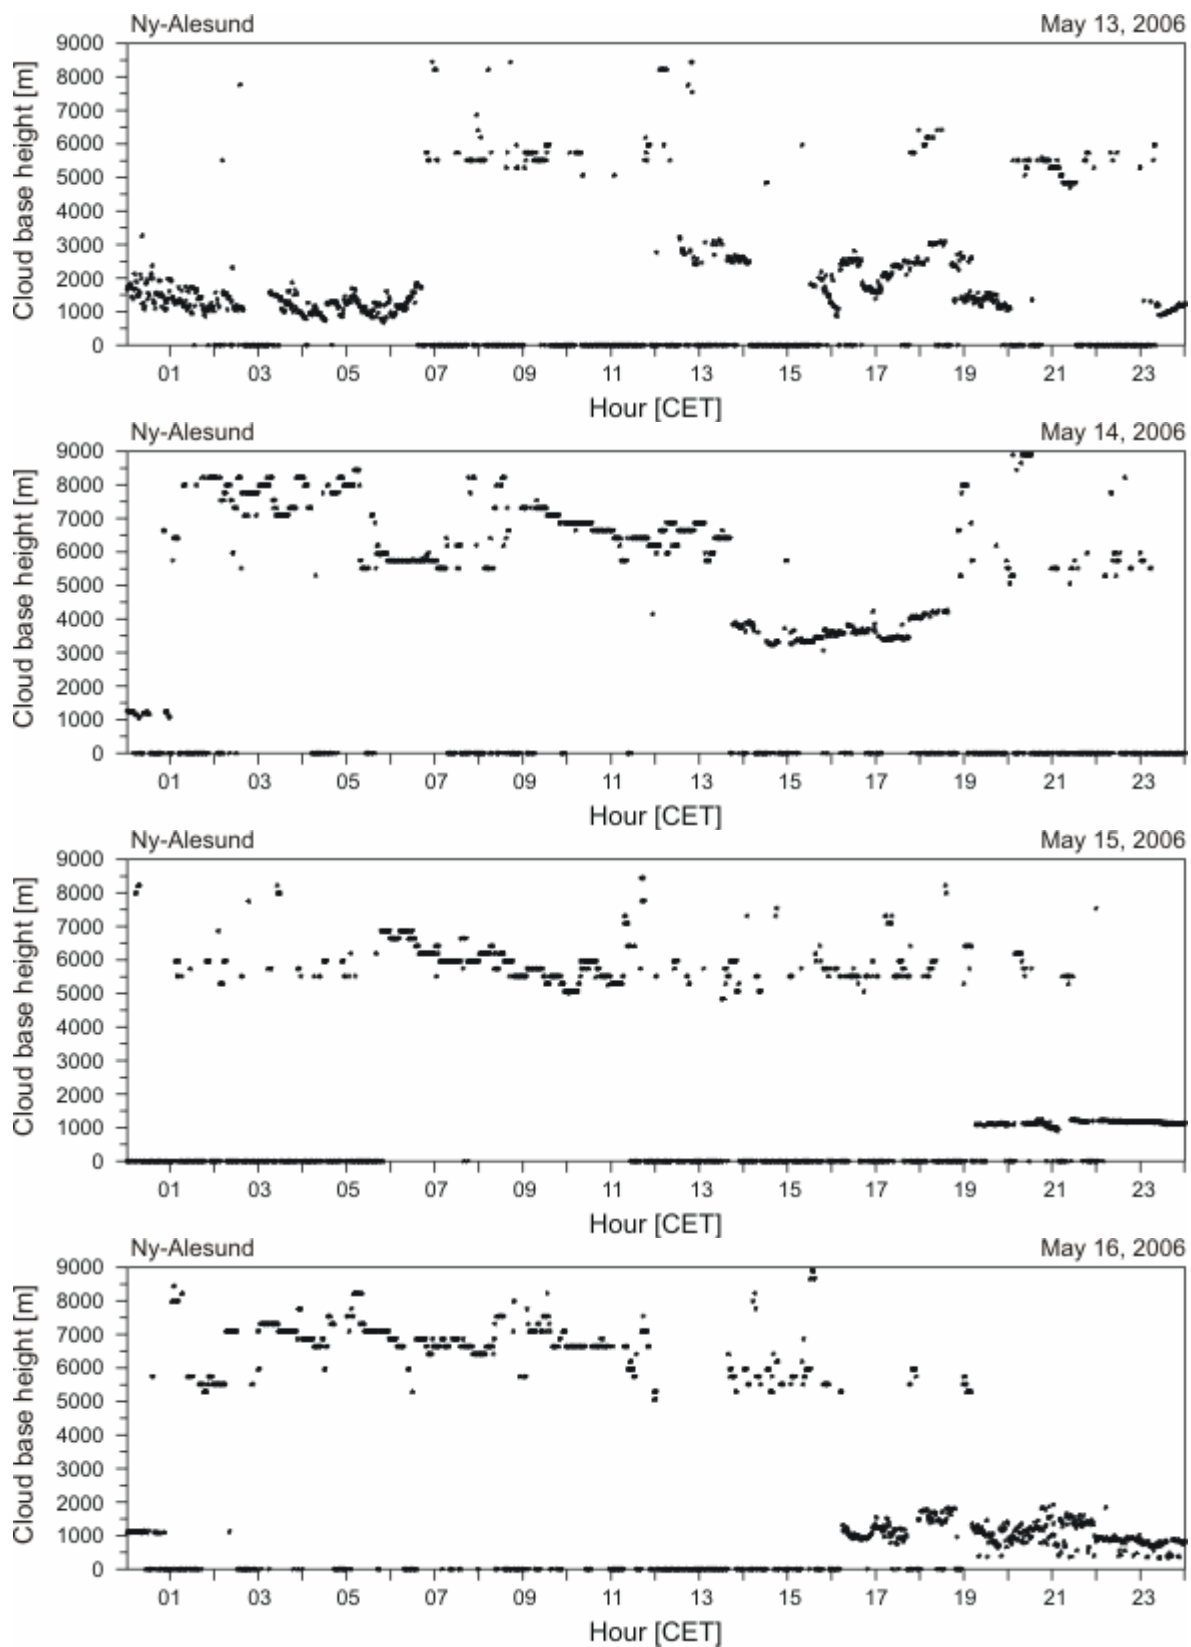 Ny-Alesund May 13, 2006
Cloud base height [m]
9000
8000
7000
6000
5000
4000
3000
2000
1000
0
01 03 05 07 09 11 13 15 17 19 21 23
Hour [CET]
Ny-Alesund May 14, 2006
Cloud base height [m]
9000
8000
7000
6000
5000
4000
3000
2000
1000
0
01 03 05 07 09 11 13 15 17 19 21 23
Hour [CET]
Ny-Alesund May 15, 2006
Cloud base height [m]
9000
8000
7000
6000
5000
4000
3000
2000
1000
0
01 03 05 07 09 11 13 15 17 19 21 23
Hour [CET]
Ny-Alesund May 16, 2006
Cloud base height [m]
9000
8000
7000
6000
5000
4000
3000
2000
1000
0
01 03 05 07 09 11 13 15 17 19 21 23
Hour [CET]